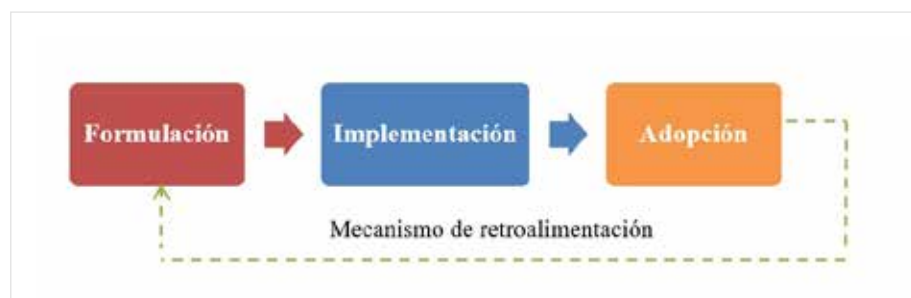 Formulación
Implementación
Adopción
Mecanismo de retroalimentación